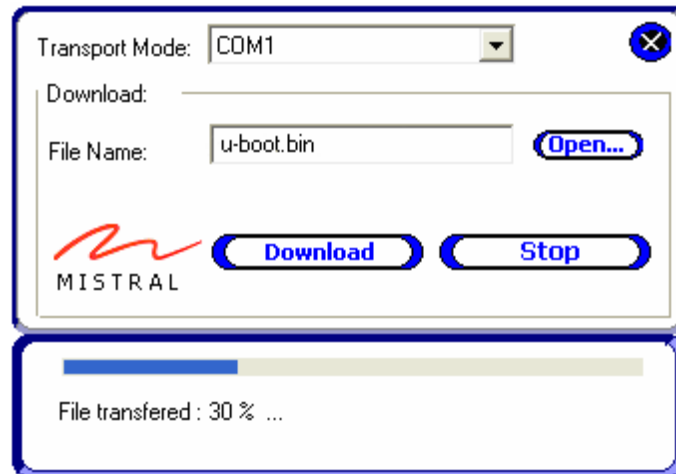 Transport Mode: COM1
Download:
File Name: u-boot.bin Open...
MISTRAL Download Stop
File transfered : 30 % ...